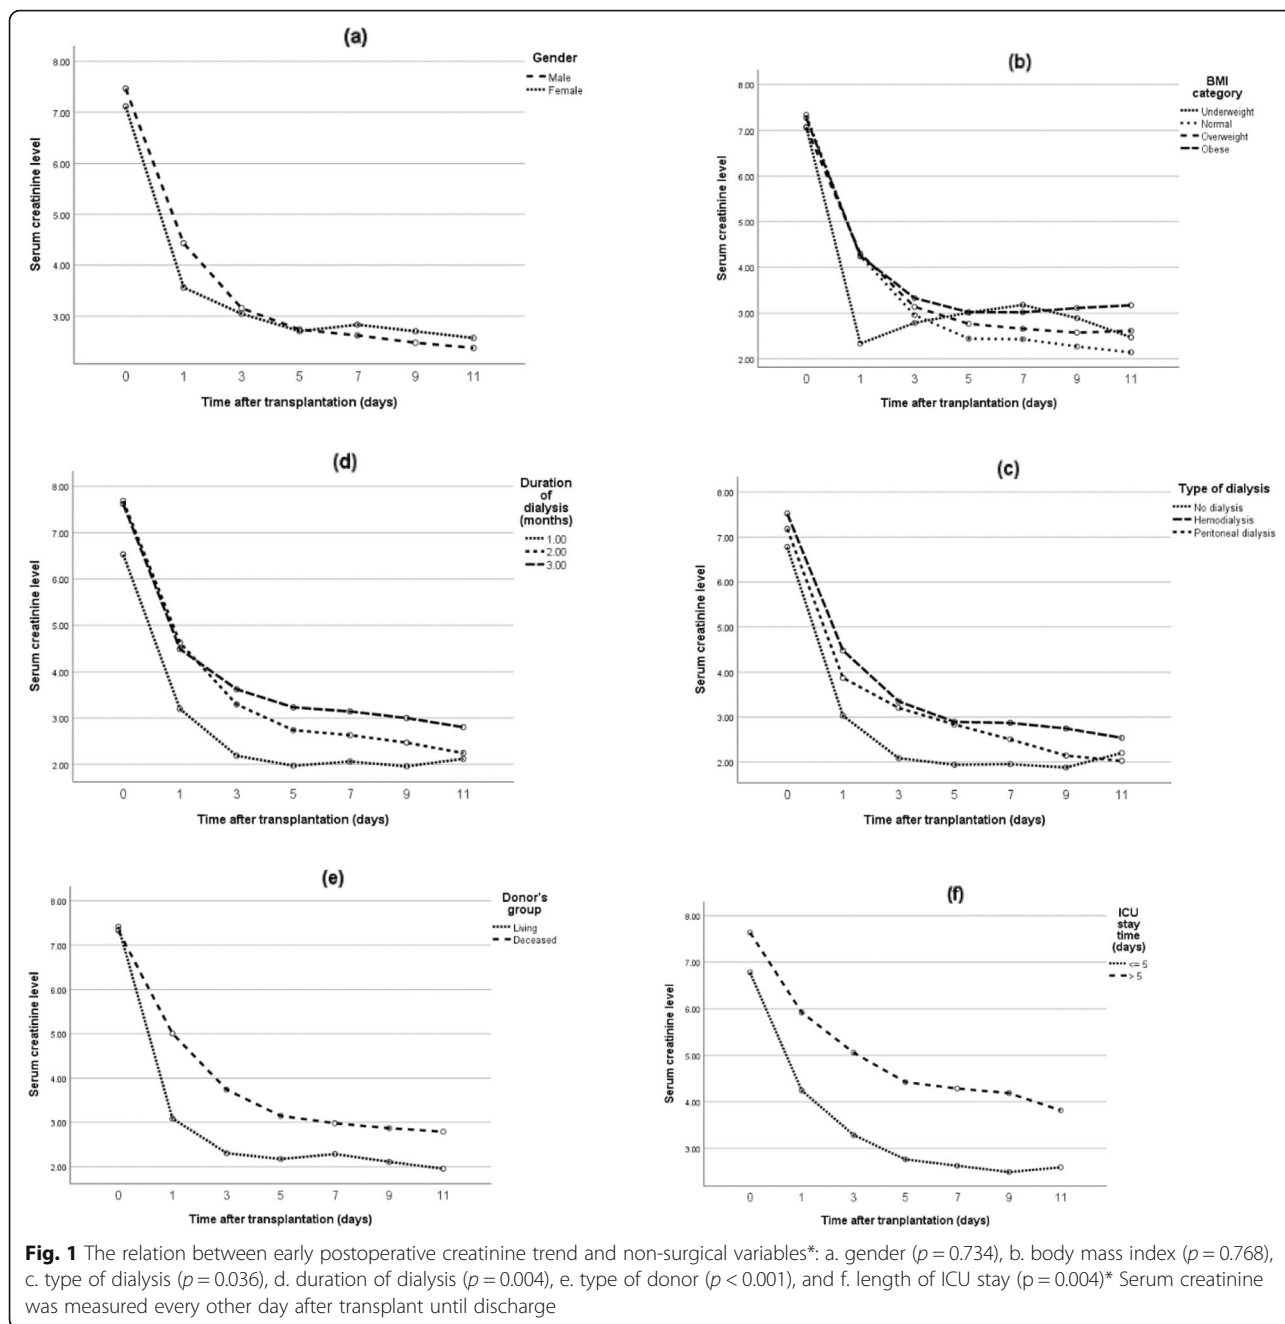 (a)
Gender
Male
Female
Serum creatinine level
8.00
7.00
6.00
5.00
4.00
3.00
0 1 3 5 7 9 11
Time after transplantation (days)
(b)
BMI
category
Underweight
Normal
Overweight
Obese
Serum creatinine level
8.00
7.00
6.00
5.00
4.00
3.00
2.00
0 1 3 5 7 9 11
Time after tranplantation (days)
(d)
Duration
of
dialysis
(months)
1.00
2.00
3.00
Serum creatinine level
8.00
7.00
6.00
5.00
4.00
3.00
2.00
0 1 3 5 7 9 11
Time after transplantation (days)
(c)
Type of dialysis
No dialysis
Hemodialysis
Peritoneal dialysis
Serum creatinine level
8.00
7.00
6.00
5.00
4.00
3.00
2.00
0 1 3 5 7 9 11
Time after tranplantation (days)
(e)
Donor's
group
Living
Deceased
Serum creatinine level
8.00
7.00
6.00
5.00
4.00
3.00
2.00
0 1 3 5 7 9 11
Time after transplantation (days)
(f)
ICU
stay
time
(days)
<= 5
> 5
Serum creatinine level
8.00
7.00
6.00
5.00
4.00
3.00
0 1 3 5 7 9 11
Time after tranplantation (days)
Fig. 1 The relation between early postoperative creatinine trend and non-surgical variables*: a. gender (p = 0.734), b. body mass index (p = 0.768),
c. type of dialysis (p = 0.036), d. duration of dialysis (p = 0.004), e. type of donor (p < 0.001), and f. length of ICU stay (p = 0.004)* Serum creatinine
was measured every other day after transplant until discharge